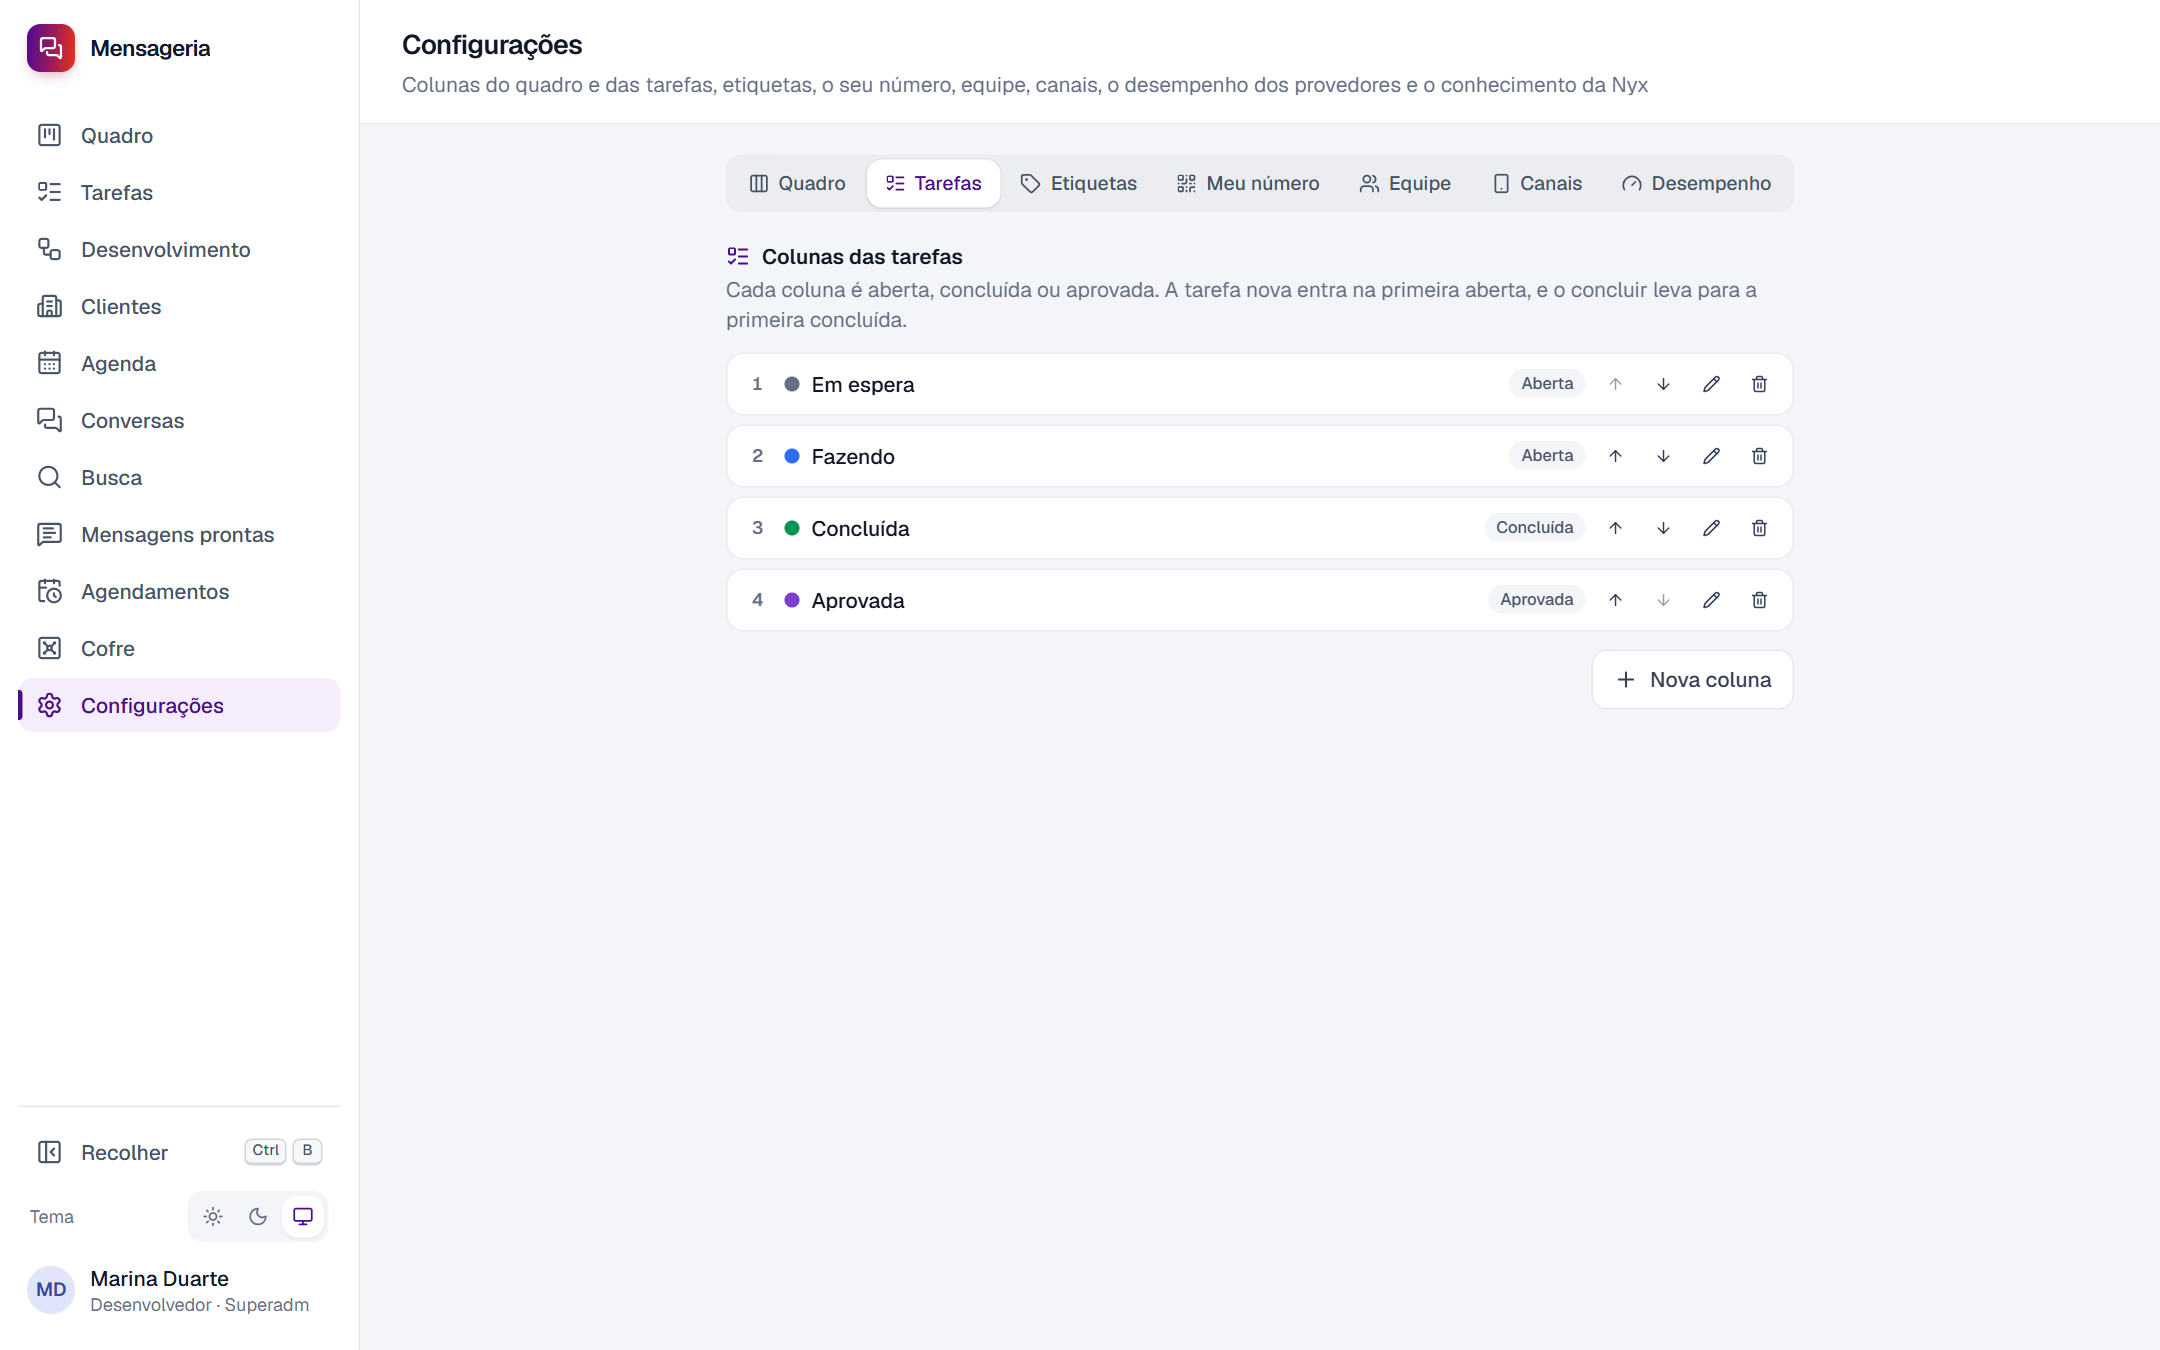 Mensageria
Quadro
Tarefas
Desenvolvimento
Clientes
Agenda
Conversas
Busca
Mensagens prontas
Agendamentos
Cofre
Configurações
Recolher Ctrl B
Tema
MD
Marina Duarte
Desenvolvedor · Superadm
Configurações
Colunas do quadro e das tarefas, etiquetas, o seu número, equipe, canais, o desempenho dos provedores e o conhecimento da Nyx
Quadro Tarefas Etiquetas Meu número Equipe Canais Desempenho
Colunas das tarefas
Cada coluna é aberta, concluída ou aprovada. A tarefa nova entra na primeira aberta, e o concluir leva para a
primeira concluída.
1 Em espera Aberta
2 Fazendo Aberta
3 Concluída Concluída
4 Aprovada Aprovada
Nova coluna